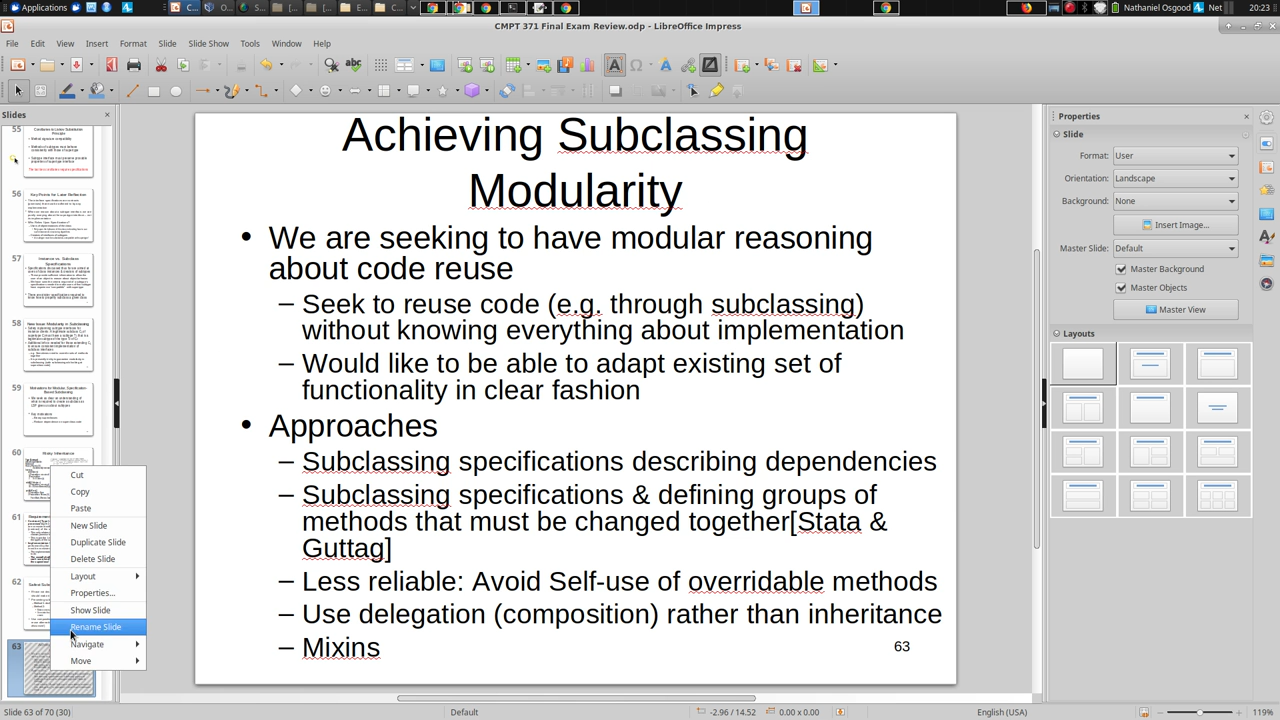 Applications
Nathaniel Osgood
Net
20:23
CMPT 371 Final Exam Review.odp - LibreOffice Impress
File Edit View Insert Format Slide Slide Show Tools Window Help
Slides
55
56
Key Points for Later Reflection
57
58
59
60
61
62
63
Cut
Copy
Paste
New Slide
Duplicate Slide
Delete Slide
Layout
Properties...
Show Slide
Rename Slide
Navigate
Move
Achieving Subclassing
Modularity
• We are seeking to have modular reasoning
about code reuse
– Seek to reuse code (e.g. through subclassing)
without knowing everything about implementation
– Would like to be able to adapt existing set of
functionality in clear fashion
• Approaches
– Subclassing specifications describing dependencies
– Subclassing specifications & defining groups of
methods that must be changed together[Stata &
Guttag]
– Less reliable: Avoid Self-use of overridable methods
– Use delegation (composition) rather than inheritance
– Mixins
63
Properties
Slide
Format: User
Orientation: Landscape
Background: None
Insert Image...
Master Slide: Default
Master Background
Master Objects
Master View
Layouts
Slide 63 of 70 (30)
Default
-2.96 / 14.52
0.00 x 0.00
English (USA)
119%